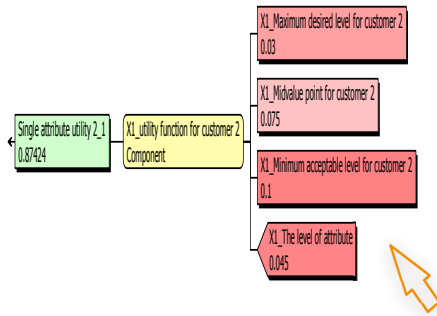 X1_Maximum desired level for customer 2
0.03
X1_Midvalue point for customer 2
0.075
Single attribute utility 2_1
0.87424
X1_utility function for customer 2
Component
X1_Minimum acceptable level for customer 2
0.1
X1_The level of attribute
0.045